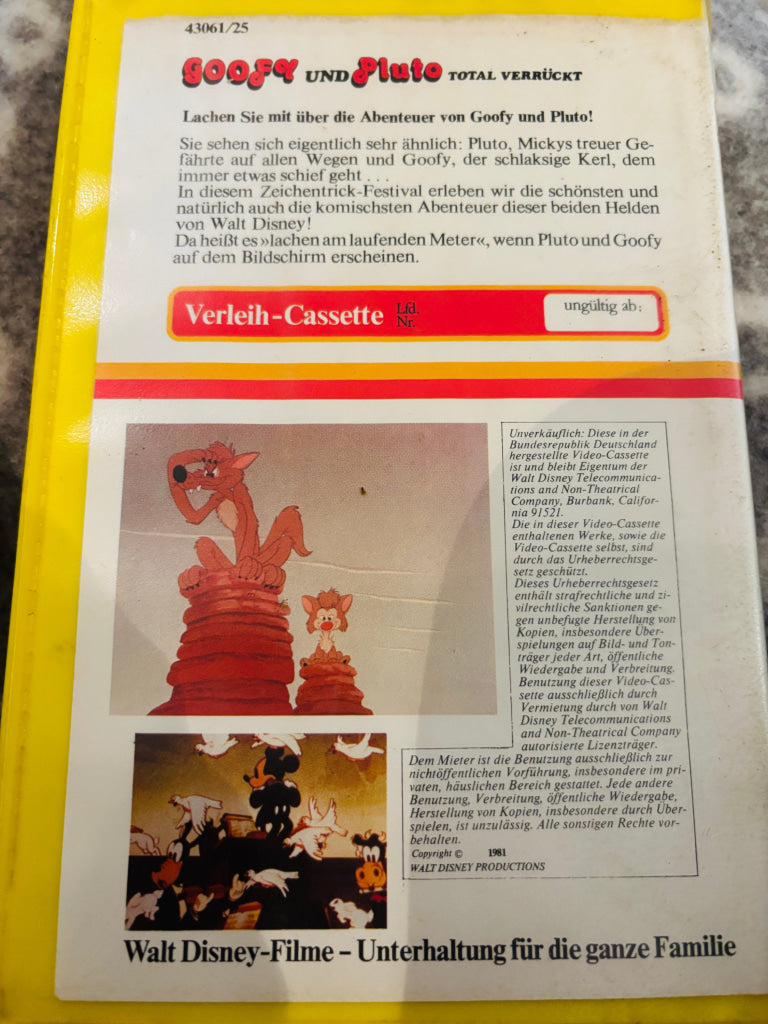 43061/25
GOOFY UND Pluto TOTAL VERRÜCKT
Lachen Sie mit über die Abenteuer von Goofy und Pluto!
Sie sehen sich eigentlich sehr ähnlich: Pluto, Mickys treuer Ge-
fährte auf allen Wegen und Goofy, der schlaksige Kerl, dem
immer etwas schief geht . . .
In diesem Zeichentrick-Festival erleben wir die schönsten und
natürlich auch die komischsten Abenteuer dieser beiden Helden
von Walt Disney!
Da heißt es »lachen am laufenden Meter«, wenn Pluto und Goofy
auf dem Bildschirm erscheinen.
Verleih-Cassette Lfd. Nr. ungültig ab:
Unverkäuflich: Diese in der
Bundesrepublik Deutschland
hergestellte Video-Cassette
ist und bleibt Eigentum der
Walt Disney Telecommunica-
tions and Non-Theatrical
Company, Burbank, Califor-
nia 91521.
Die in dieser Video-Cassette
enthaltenen Werke, sowie die
Video-Cassette selbst, sind
durch das Urheberrechtsge-
setz geschützt.
Dieses Urheberrechtsgesetz
enthält strafrechtliche und zi-
vilrechtliche Sanktionen ge-
gen unbefugte Herstellung von
Kopien, insbesondere Über-
spielungen auf Bild- und Ton-
träger jeder Art, öffentliche
Wiedergabe und Verbreitung.
Benutzung dieser Video-Cas-
sette ausschließlich durch
Vermietung durch von Walt
Disney Telecommunications
and Non-Theatrical Company
autorisierte Lizenzträger.
Dem Mieter ist die Benutzung ausschließlich zur
nichtöffentlichen Vorführung, insbesondere im pri-
vaten, häuslichen Bereich gestattet. Jede andere
Benutzung, Verbreitung, öffentliche Wiedergabe,
Herstellung von Kopien, insbesondere durch Über-
spielen, ist unzulässig. Alle sonstigen Rechte vor-
behalten.
Copyright © 1981
WALT DISNEY PRODUCTIONS
Walt Disney-Filme – Unterhaltung für die ganze Familie